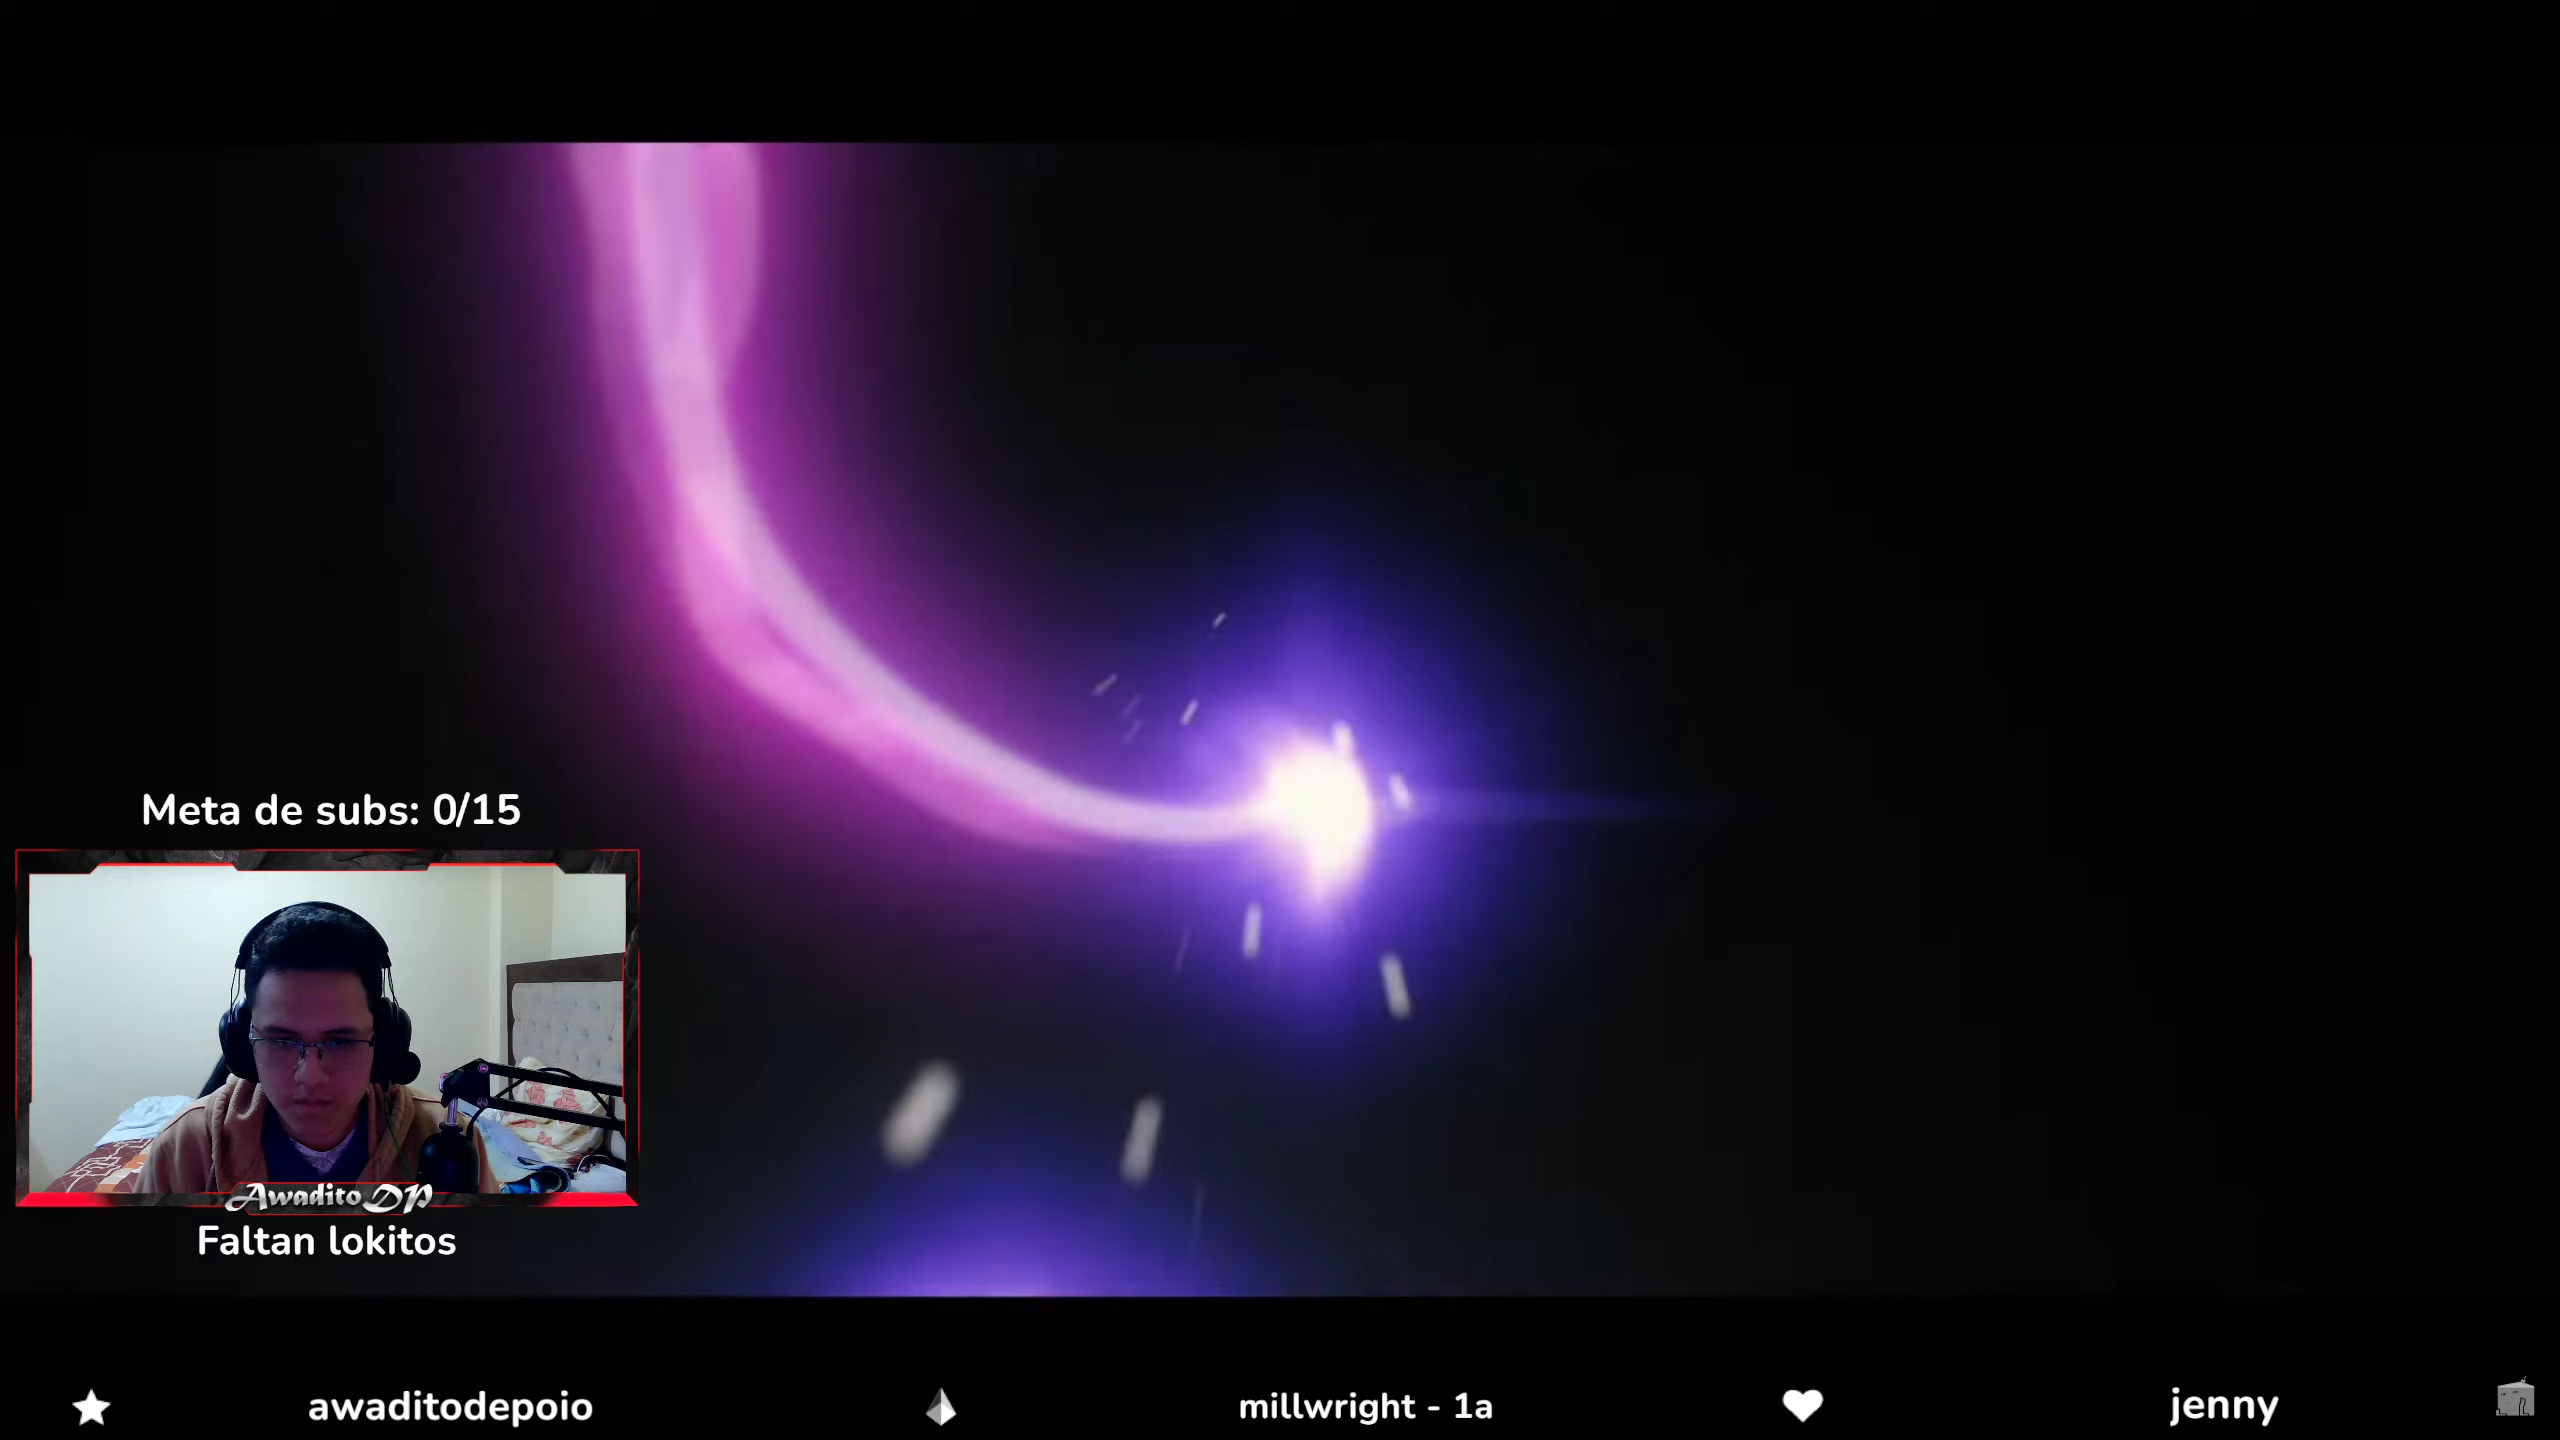 Meta de subs: 0/15
Awadito DP
Faltan lokitos
awaditodepoio
millwright - 1a
jenny